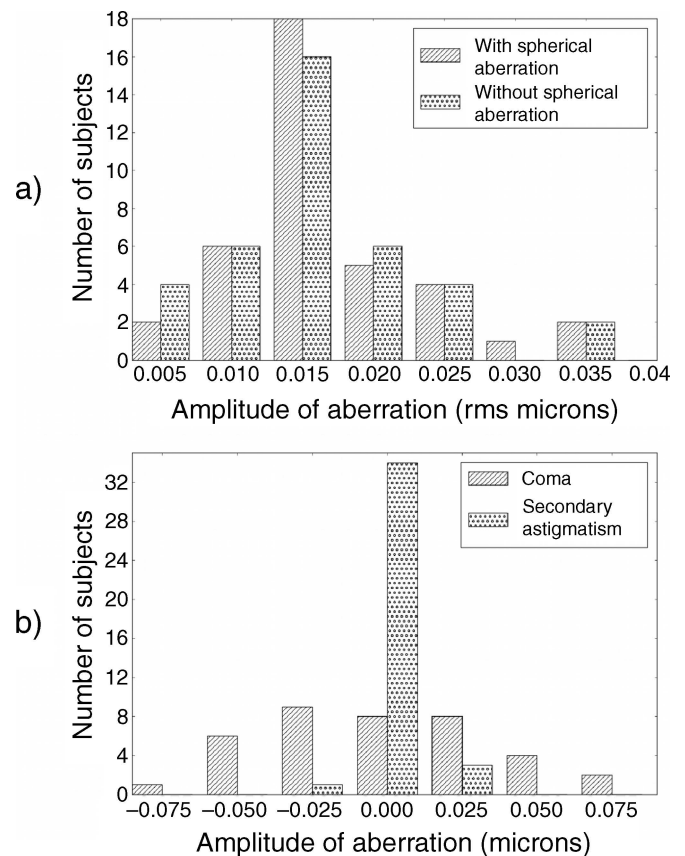 a)
Number of subjects
18
16
14
12
10
8
6
4
2
0
With spherical
aberration
Without spherical
aberration
0.005 0.010 0.015 0.020 0.025 0.030 0.035 0.04
Amplitude of aberration (rms microns)
b)
Number of subjects
32
28
24
20
16
12
8
4
0
Coma
Secondary
astigmatism
−0.075 −0.050 −0.025 0.000 0.025 0.050 0.075
Amplitude of aberration (microns)